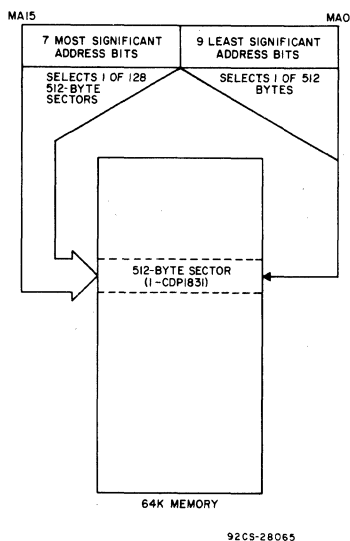 MA15 MA0
7 MOST SIGNIFICANT
ADDRESS BITS
9 LEAST SIGNIFICANT
ADDRESS BITS
SELECTS 1 OF 128
512-BYTE
SECTORS
SELECTS 1 OF 512
BYTES
512-BYTE SECTOR
(1-CDP1831)
64K MEMORY
92CS-28065